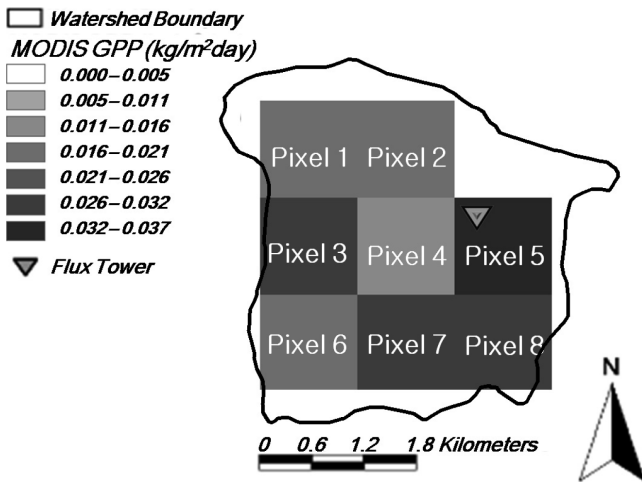 Watershed Boundary
MODIS GPP (kg/m²day)
0.000–0.005
0.005–0.011
0.011–0.016
0.016–0.021
0.021–0.026
0.026–0.032
0.032–0.037
Flux Tower
Pixel 1 Pixel 2
Pixel 3 Pixel 4 Pixel 5
Pixel 6 Pixel 7 Pixel 8
N
0 0.6 1.2 1.8 Kilometers